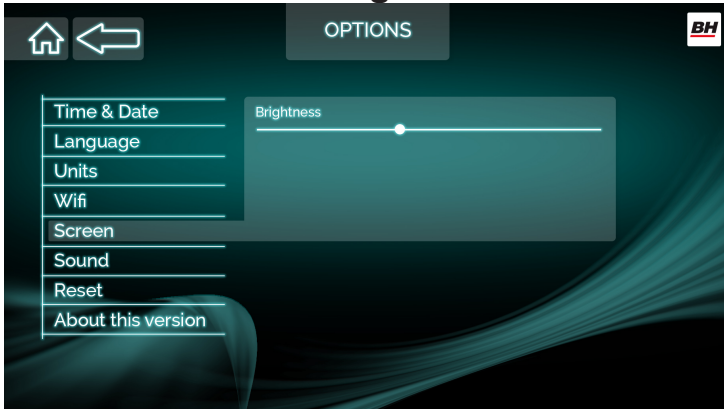 OPTIONS
BH
Time & Date
Brightness
Language
Units
Wifi
Screen
Sound
Reset
About this version